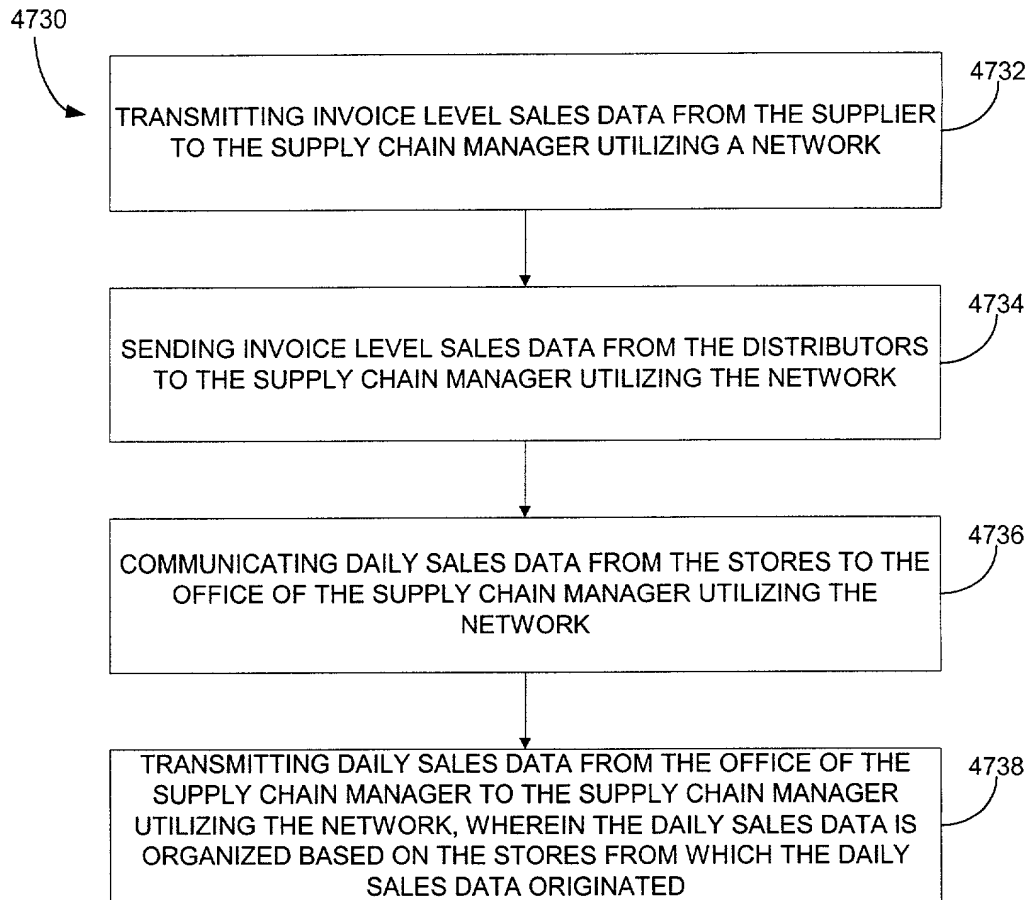 4730
4732
TRANSMITTING INVOICE LEVEL SALES DATA FROM THE SUPPLIER
TO THE SUPPLY CHAIN MANAGER UTILIZING A NETWORK
4734
SENDING INVOICE LEVEL SALES DATA FROM THE DISTRIBUTORS
TO THE SUPPLY CHAIN MANAGER UTILIZING THE NETWORK
4736
COMMUNICATING DAILY SALES DATA FROM THE STORES TO THE
OFFICE OF THE SUPPLY CHAIN MANAGER UTILIZING THE
NETWORK
4738
TRANSMITTING DAILY SALES DATA FROM THE OFFICE OF THE
SUPPLY CHAIN MANAGER TO THE SUPPLY CHAIN MANAGER
UTILIZING THE NETWORK, WHEREIN THE DAILY SALES DATA IS
ORGANIZED BASED ON THE STORES FROM WHICH THE DAILY
SALES DATA ORIGINATED